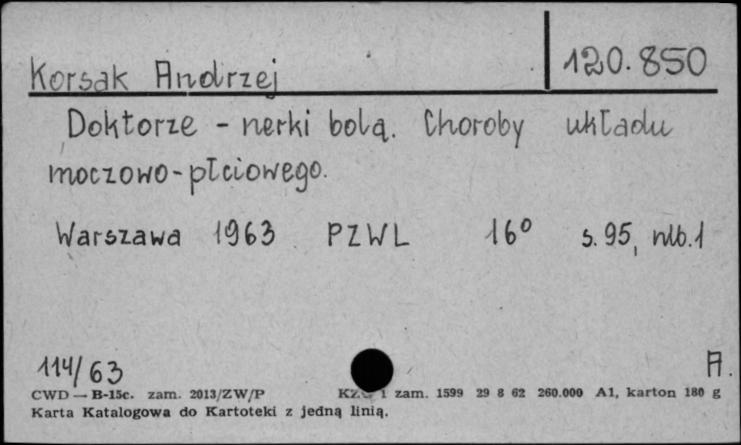 Korsak Andrzej 120.850
Doktorze - nerki bolą. Choroby układu
moczowo-płciowego.
Warszawa 1963 PZWL 16° s. 95, nlb. 1
114/63 A.
CWD — B-15c. zam. 2013/ZW/P 1 zam. 1599 29 8 62 260.000 A1, karton 180 g
Karta Katalogowa do Kartoteki z jedną linią.